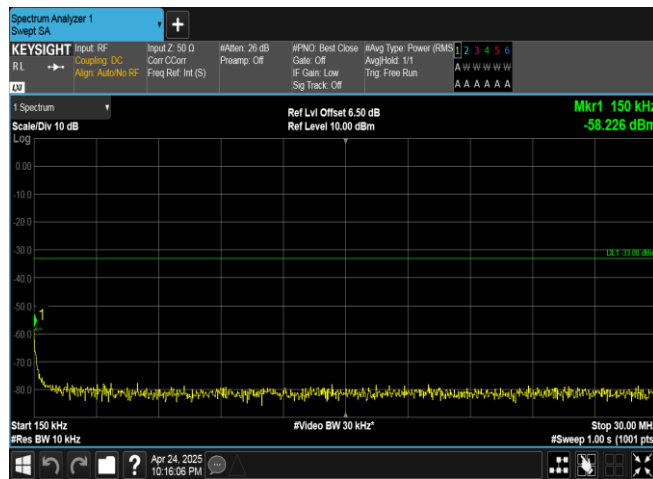 Spectrum Analyzer 1
Swept SA
+
KEYSIGHT Input: RF Input Z: 50 Ω #Atten: 26 dB #PNO: Best Close #Avg Type: Power (RMS 1 2 3 4 5 6
RL Coupling: DC Corr CCorr Preamp: Off Gate: Off Avg|Hold: 1/1 A W W W W W
Align: Auto/No RF Freq Ref: Int (S) IF Gain: Low Trig: Free Run
LXI Sig Track: Off A A A A A A
1 Spectrum Ref Lvl Offset 6.50 dB Mkr1 150 kHz
Scale/Div 10 dB Ref Level 10.00 dBm -58.226 dBm
Log
0.00
-10.0
-20.0
-30.0
DL1 -33.00 dBm
-40.0
-50.0
1
-60.0
-70.0
-80.0
Start 150 kHz #Video BW 30 kHz* Stop 30.00 MHz
#Res BW 10 kHz #Sweep 1.00 s (1001 pts
? Apr 24, 2025
10:16:06 PM